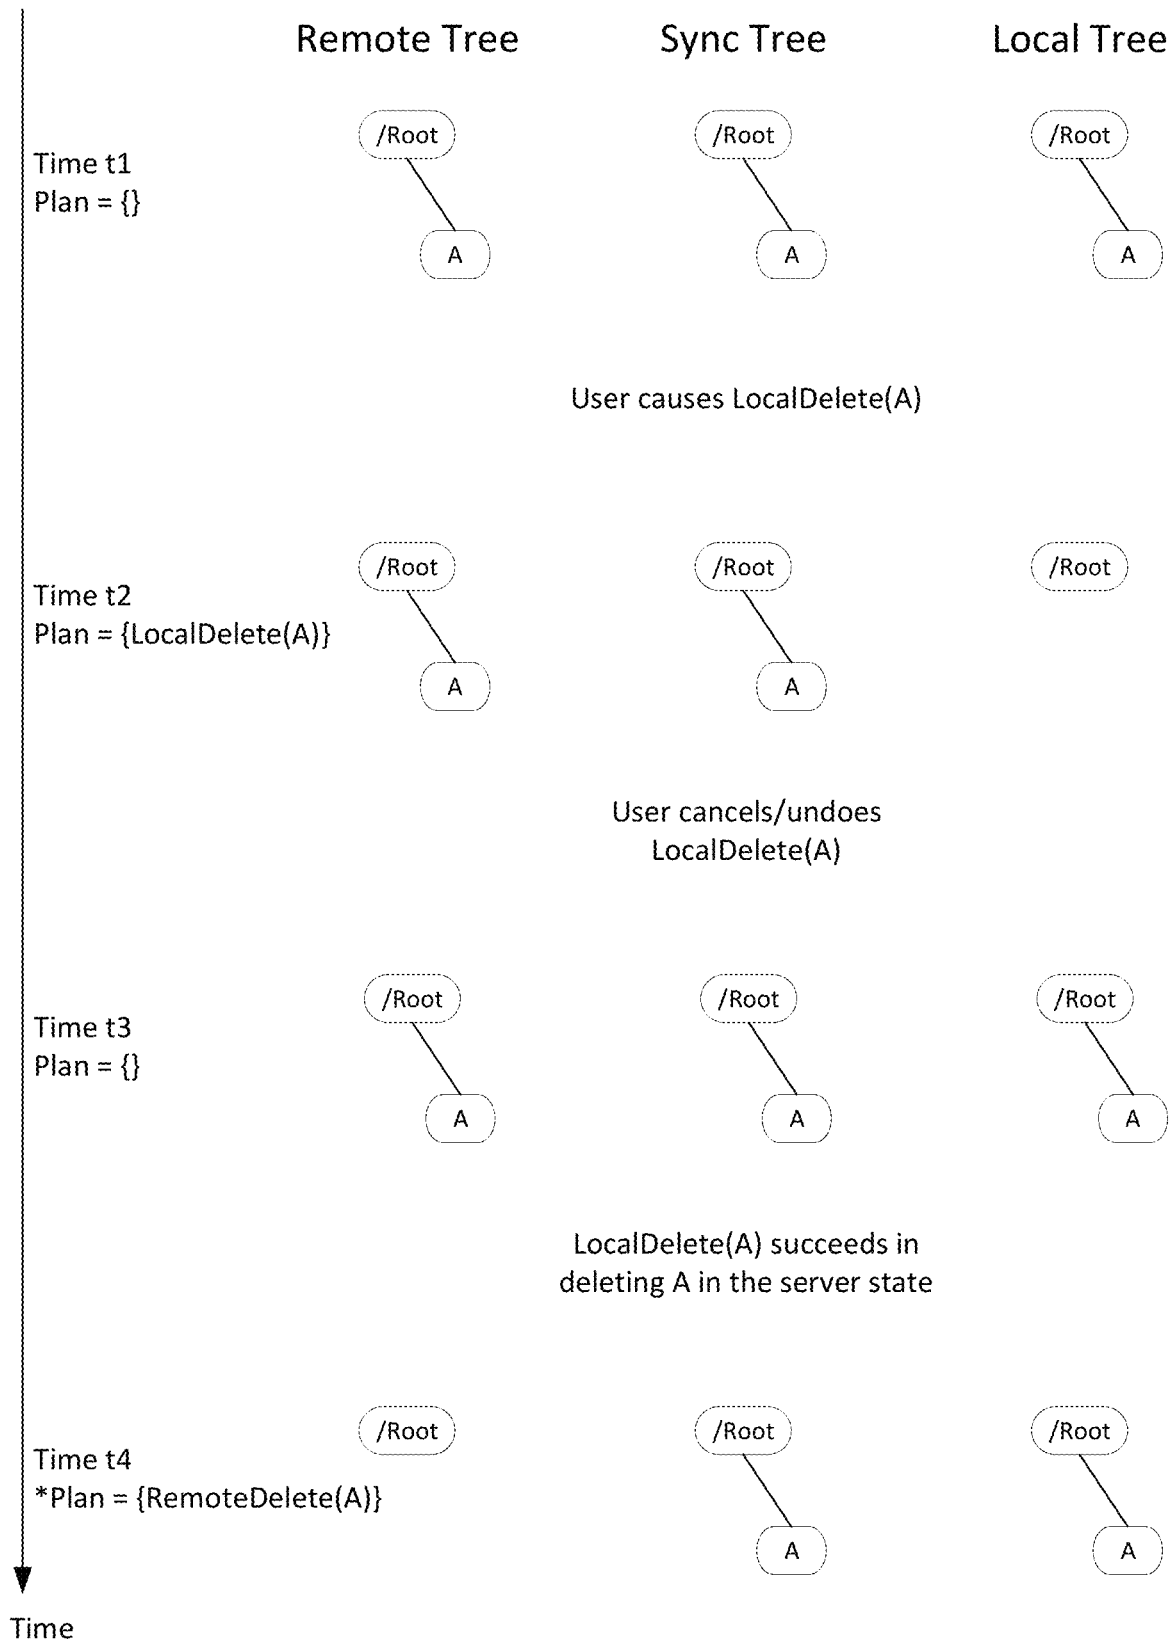 Remote Tree Sync Tree Local Tree
/Root /Root /Root
Time t1
Plan = {}
A A A
User causes LocalDelete(A)
/Root /Root /Root
Time t2
Plan = {LocalDelete(A)}
A A
User cancels/undoes
LocalDelete(A)
/Root /Root /Root
Time t3
Plan = {}
A A A
LocalDelete(A) succeeds in
deleting A in the server state
/Root /Root /Root
Time t4
*Plan = {RemoteDelete(A)}
A A
Time